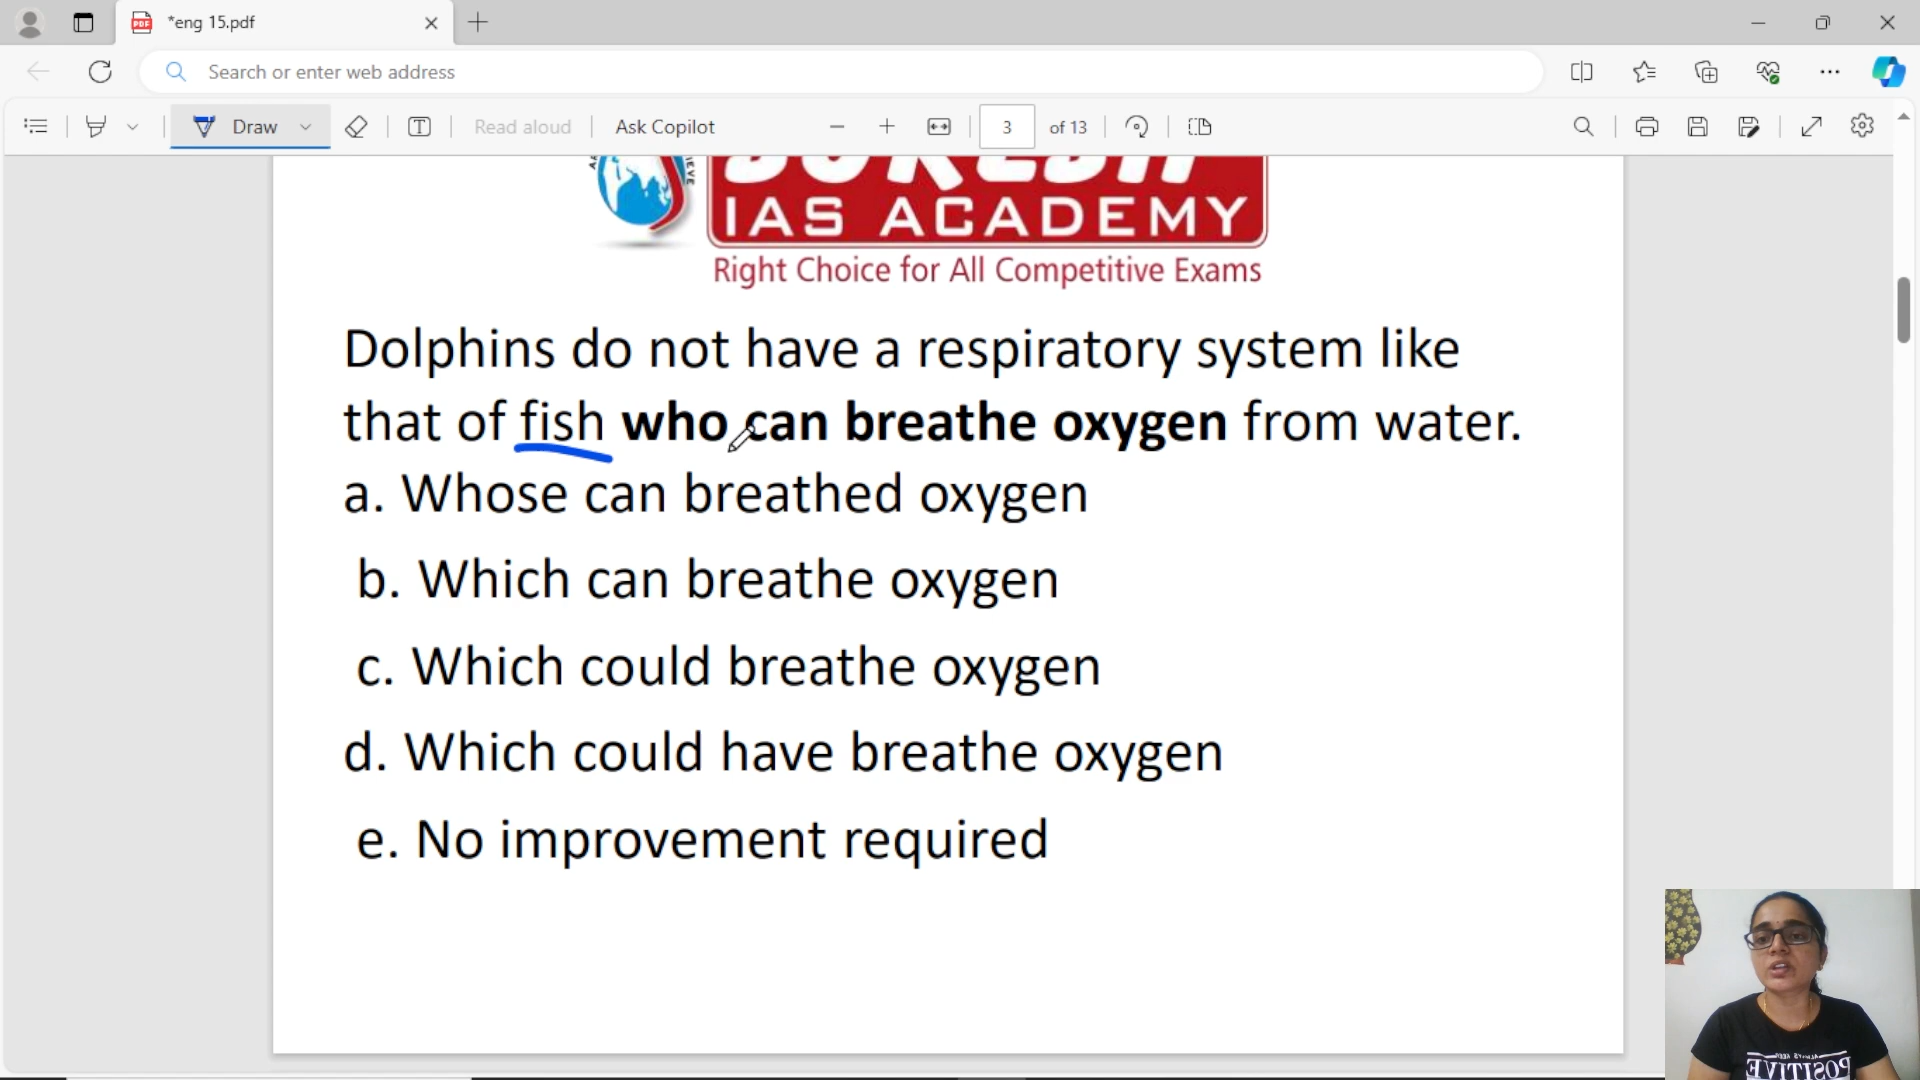 *eng 15.pdf
Search or enter web address
Draw
Read aloud
Ask Copilot
3
of 13
IEVE
IAS ACADEMY
Right Choice for All Competitive Exams
Dolphins do not have a respiratory system like
that of fish who can breathe oxygen from water.
a. Whose can breathed oxygen
b. Which can breathe oxygen
c. Which could breathe oxygen
d. Which could have breathe oxygen
e. No improvement required
POSITIVE